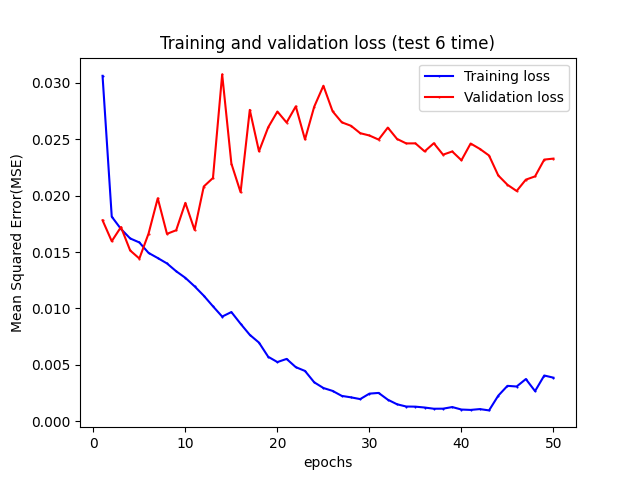 Training and validation loss (test 6 time)
Training loss
Validation loss
Mean Squared Error(MSE)
0.030
0.025
0.020
0.015
0.010
0.005
0.000
0 10 20 30 40 50
epochs